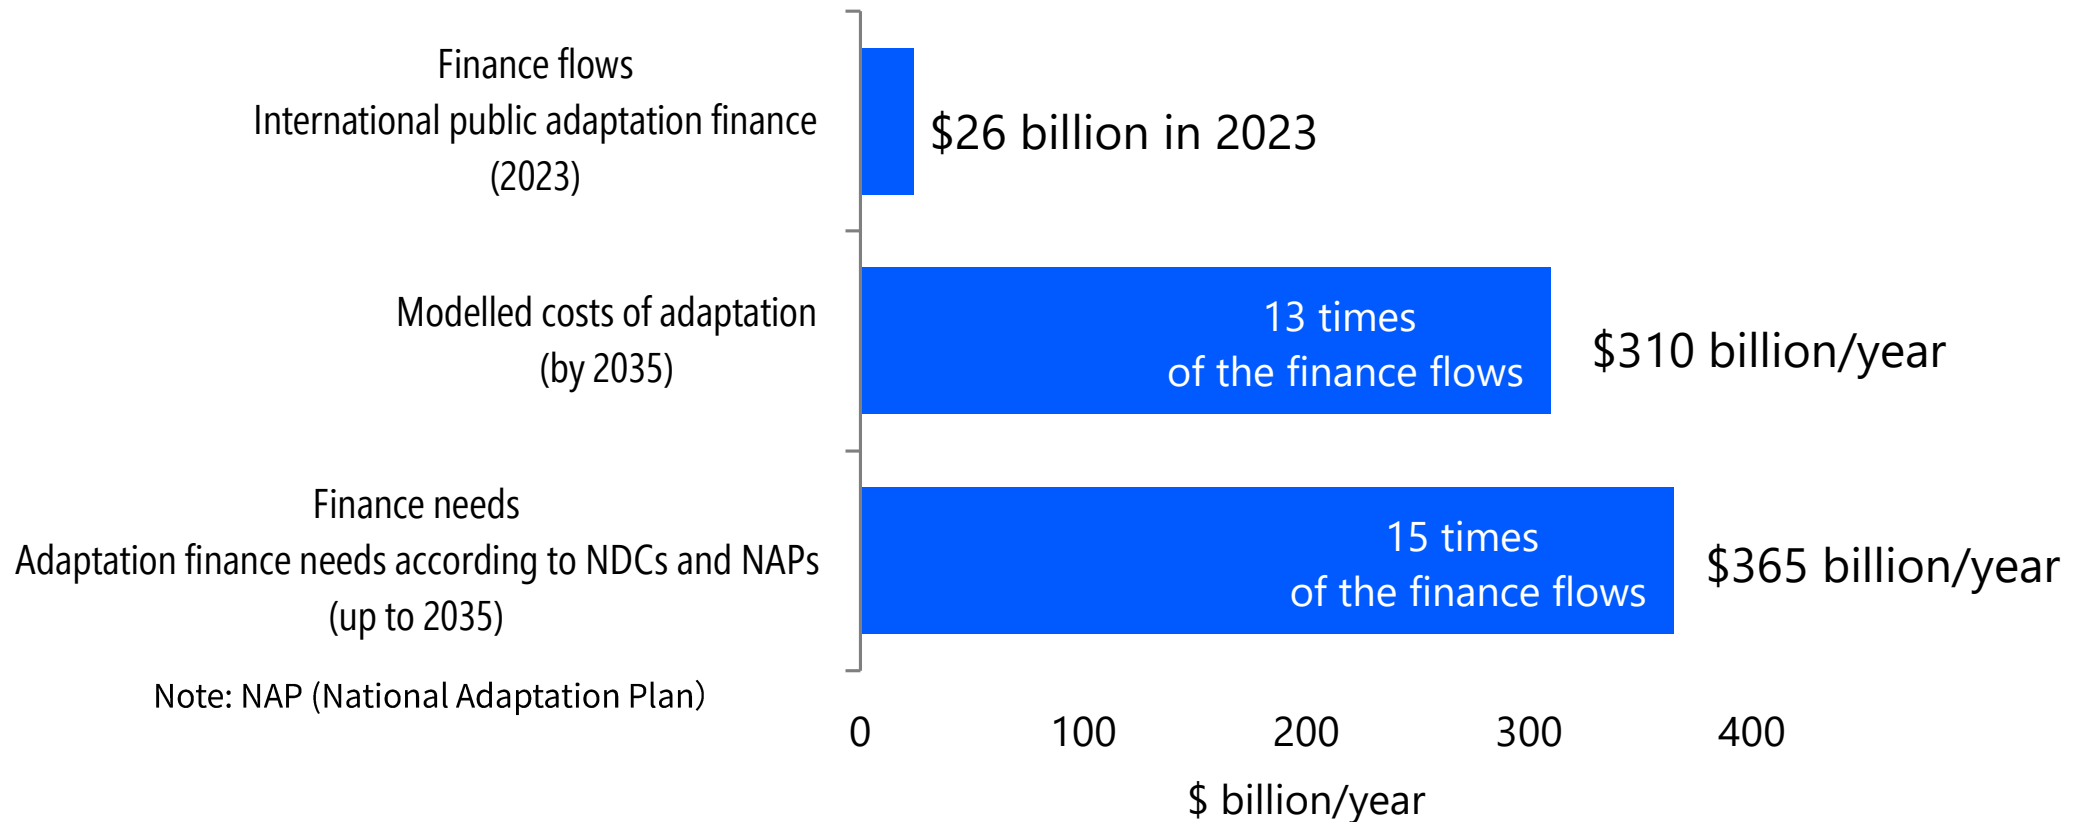 Finance flows
International public adaptation finance
(2023)
$26 billion in 2023
Modelled costs of adaptation
(by 2035)
13 times
of the finance flows
$310 billion/year
Finance needs
Adaptation finance needs according to NDCs and NAPs
(up to 2035)
15 times
of the finance flows
$365 billion/year
Note: NAP (National Adaptation Plan）
0 100 200 300 400
$ billion/year